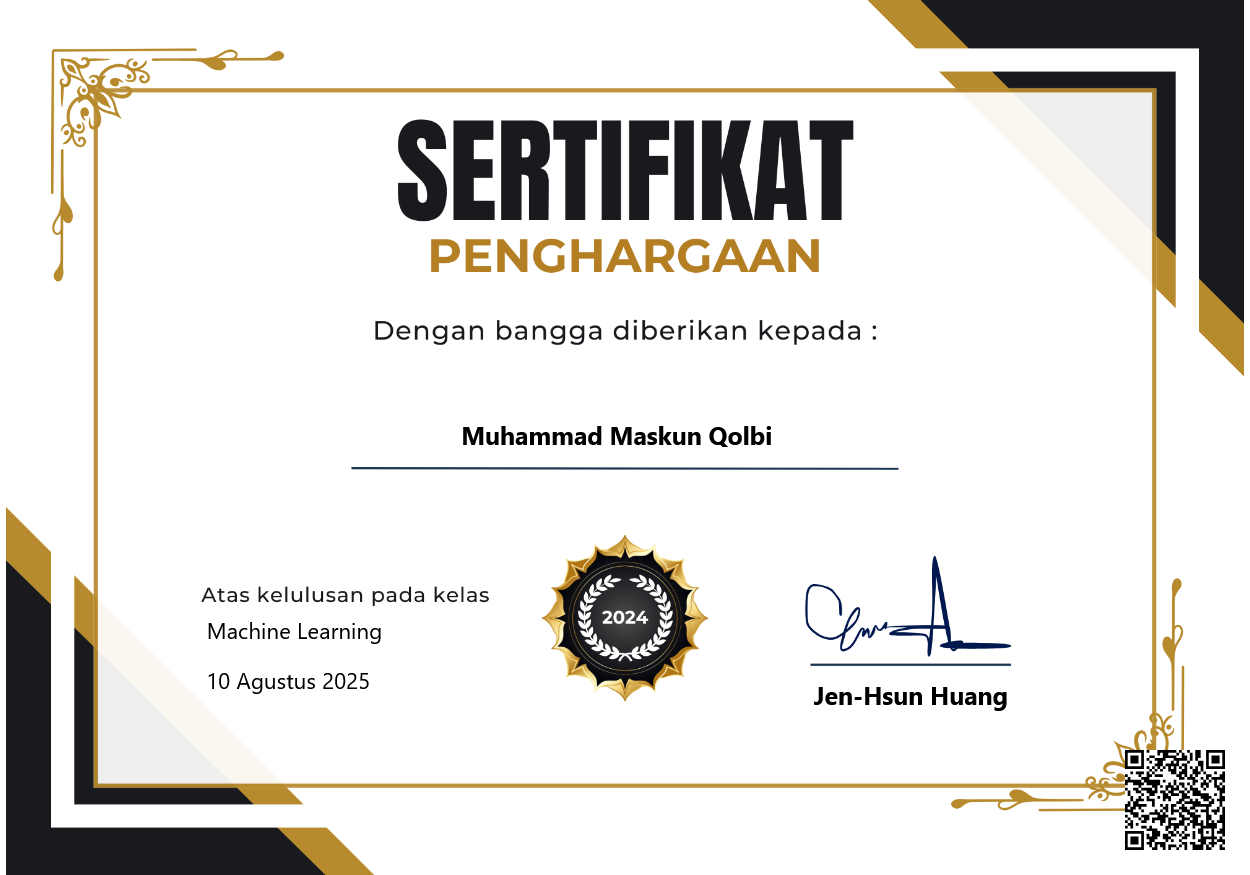 SERTIFIKAT
PENGHARGAAN
Dengan bangga diberikan kepada :
Muhammad Maskun Qolbi
Atas kelulusan pada kelas
Machine Learning
10 Agustus 2025
2024
Jen-Hsun Huang